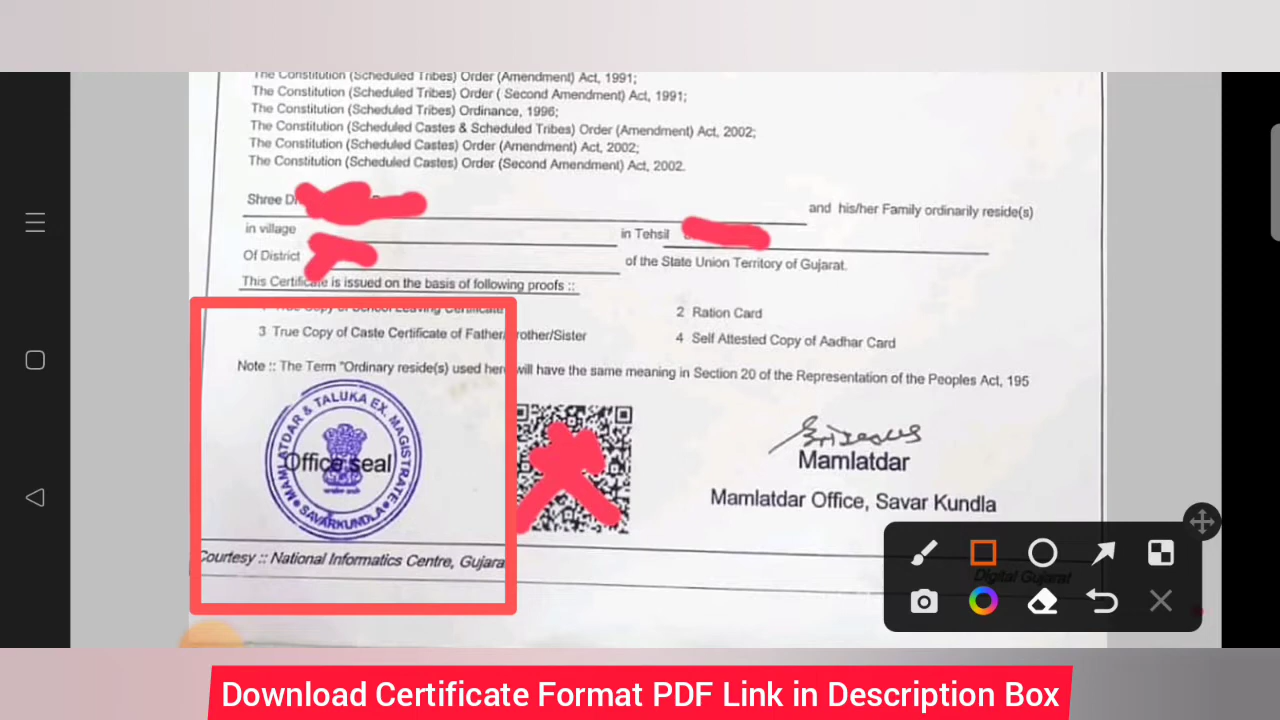 The Constitution (Scheduled Tribes) Order (Amendment) Act, 1991;
The Constitution (Scheduled Tribes) Order ( Second Amendment) Act, 1991;
The Constitution (Scheduled Tribes) Ordinance, 1996;
The Constitution (Scheduled Castes & Scheduled Tribes) Order (Amendment) Act, 2002;
The Constitution (Scheduled Castes) Order (Amendment) Act, 2002;
The Constitution (Scheduled Castes) Order (Second Amendment) Act, 2002.
Shree and his/her Family ordinarily reside(s)
in village in Tehsil
Of District of the State Union Territory of Gujarat.
This Certificate is issued on the basis of following proofs ::
True Copy of School Leaving Certificate 2 Ration Card
3 True Copy of Caste Certificate of Father/Brother/Sister 4 Self Attested Copy of Aadhar Card
Note :: The Term "Ordinary reside(s) used here will have the same meaning in Section 20 of the Representation of the Peoples Act, 195
MAMLATDAR & TALUKA EX. MAGISTRATE
Office seal
SAVARKUNDLA
Mamlatdar
Mamlatdar Office, Savar Kundla
Courtesy :: National Informatics Centre, Gujara
Digital Gujarat
Download Certificate Format PDF Link in Description Box